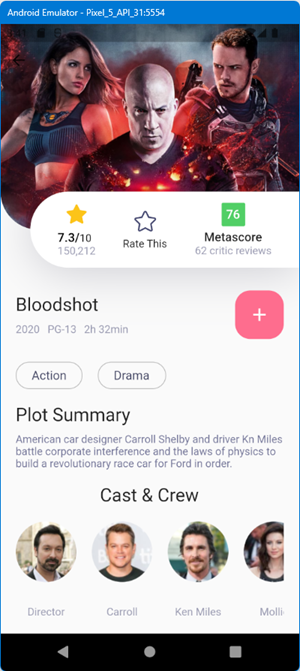 Android Emulator - Pixel_5_API_31:5554
76
7.3/10
Rate This
Metascore
150,212
62 critic reviews
Bloodshot
+
2020 PG-13 2h 32min
Action
Drama
Plot Summary
American car designer Carroll Shelby and driver Kn Miles
battle corporate interference and the laws of physics to
build a revolutionary race car for Ford in order.
Cast & Crew
Director
Carroll
Ken Miles
Molli